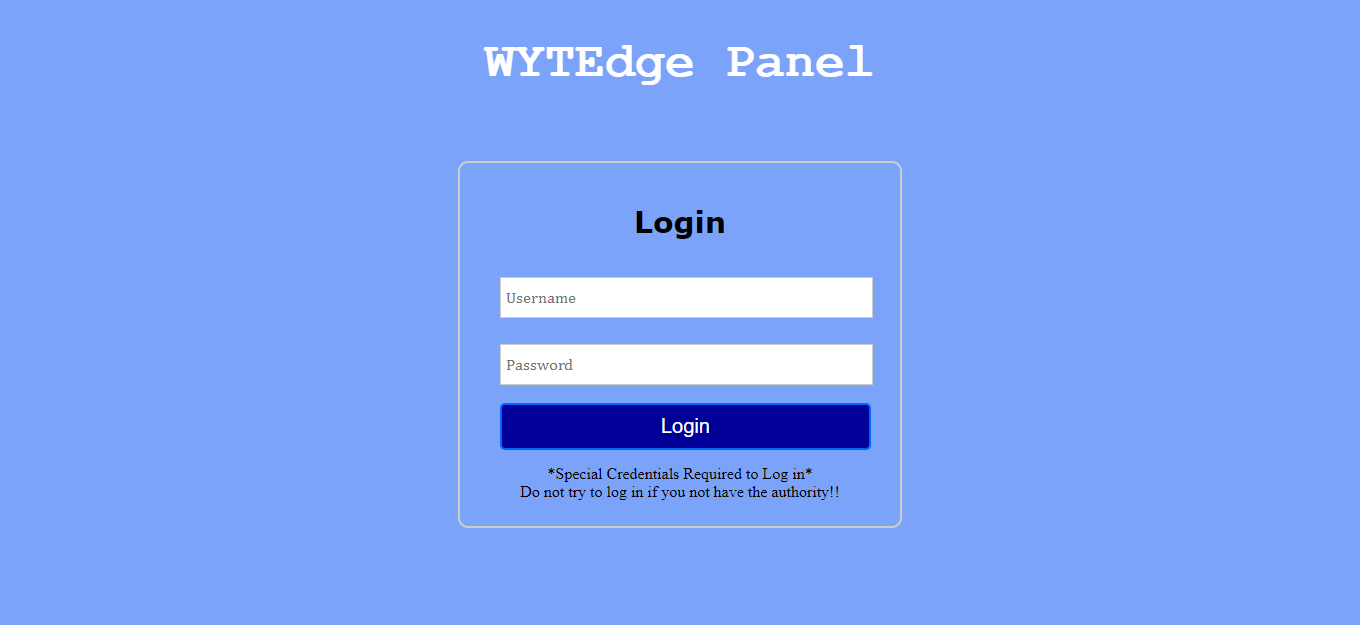 WYTEdge Panel
Login
Username
Password
Login
*Special Credentials Required to Log in*
Do not try to log in if you not have the authority!!